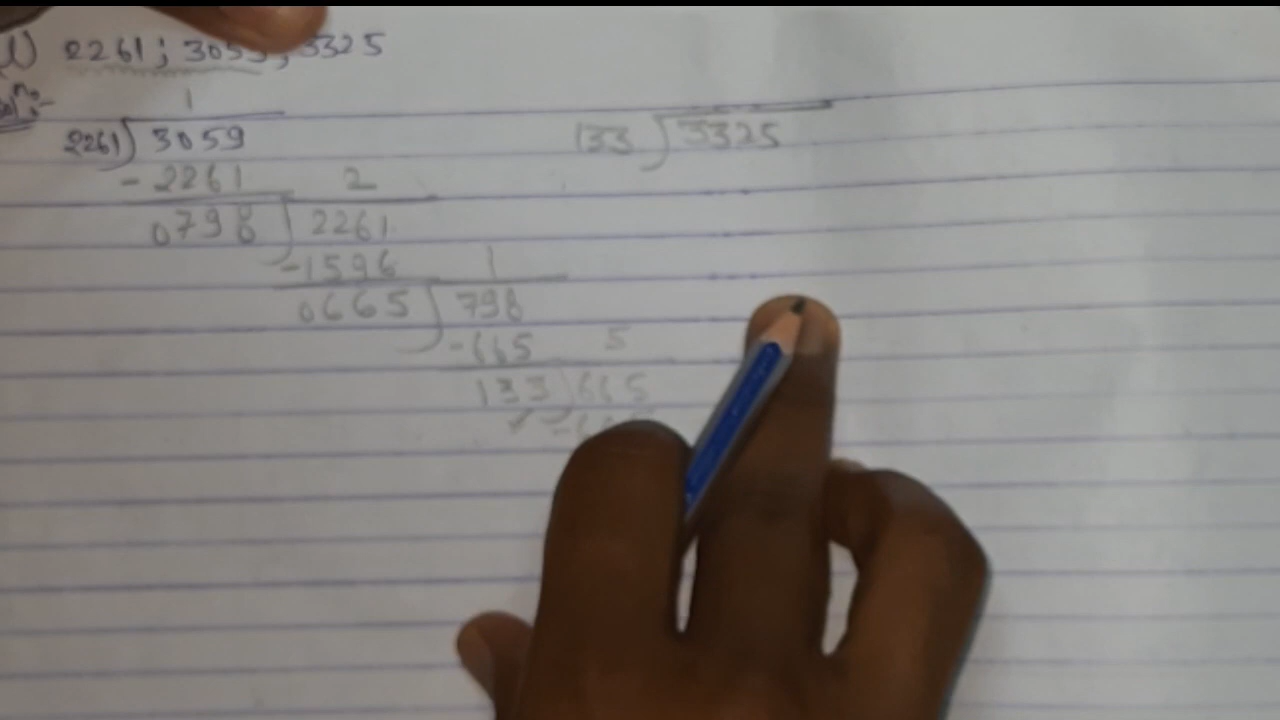 2261; 3059, 3325
Soln:-
1
2261) 3059 133) 3325
- 2261 2
0798) 2261
- 1596 1
0665) 798
- 665 5
133) 665